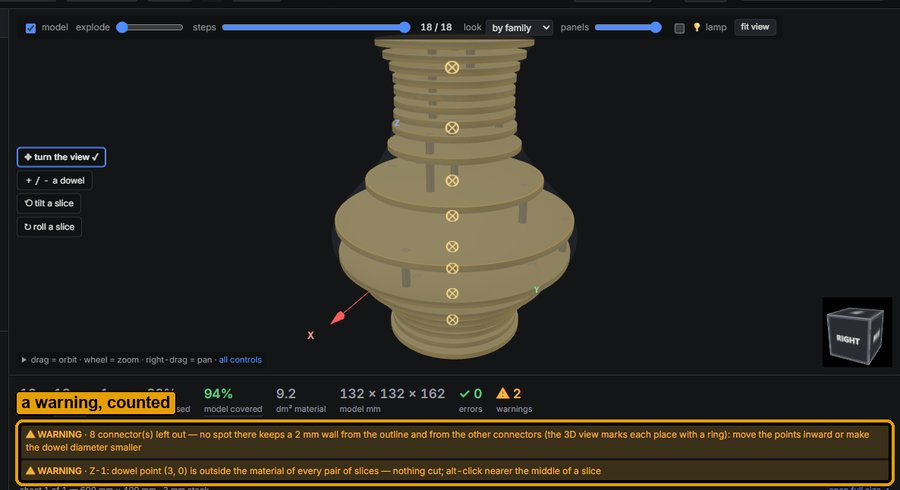 model explode steps 18 / 18 look by family panels lamp fit view
turn the view ✓
+ / - a dowel
tilt a slice
roll a slice
Z
Y
X
RIGHT
drag = orbit · wheel = zoom · right-drag = pan · all controls
94% 9.2 132 × 132 × 162 ✓ 0 2
a warning, counted
model covered dm³ material model mm errors warnings
WARNING · 8 connector(s) left out — no spot there keeps a 2 mm wall from the outline and from the other connectors (the 3D view marks each place with a ring): move the points inward or make
the dowel diameter smaller
WARNING · Z-1: dowel point (3, 0) is outside the material of every pair of slices — nothing cut; alt-click nearer the middle of a slice